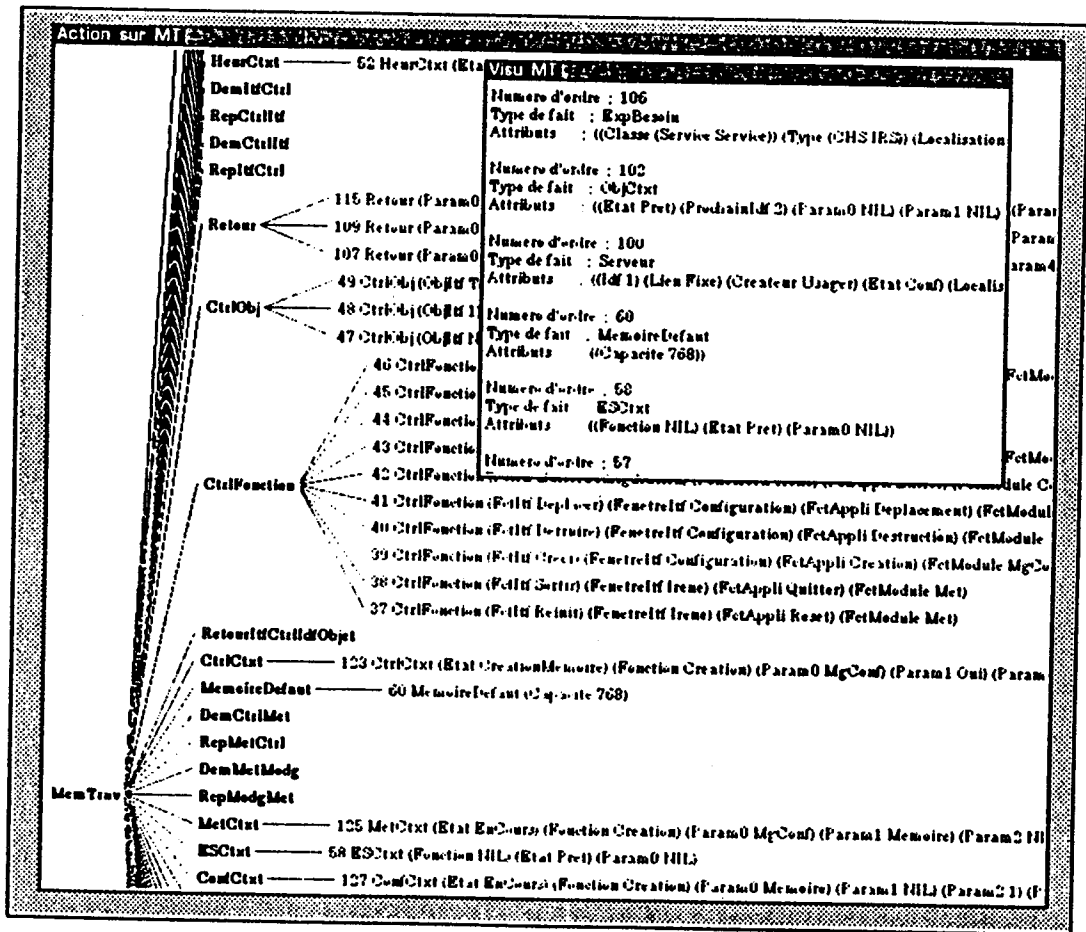 Action sur MT
HeurCtxt 52 HeurCtxt (Eta
DemItfCtrl
RepCtrlItf
DemCtrlItf
RepItfCtrl
Retour
115 Retour (Param0
109 Retour (Param0
107 Retour (Param0
CtrlObj
49 CtrlObj (ObjItf T
48 CtrlObj (ObjItf
47 CtrlObj (ObjItf
CtrlFonction
46 CtrlFonctio
45 CtrlFonctio
44 CtrlFonctio
43 CtrlFonctio
42 CtrlFonction
41 CtrlFonction (FctItf Deplacer) (FenetreItf Configuration) (FctAppli Deplacement) (FctModul
40 CtrlFonction (FctItf Detruire) (FenetreItf Configuration) (FctAppli Destruction) (FctModule
39 CtrlFonction (FctItf Creer) (FenetreItf Configuration) (FctAppli Creation) (FctModule MgCo
38 CtrlFonction (FctItf Sortir) (FenetreItf Irene) (FctAppli Quitter) (FctModule Met)
37 CtrlFonction (FctItf Reinit) (FenetreItf Irene) (FctAppli Reset) (FctModule Met)
RetourItfCtrlIdfObjet
CtrlCtxt 123 CtrlCtxt (Etat CreationMemoire) (Fonction Creation) (Param0 MgConf) (Param1 Oui) (Param
MemoireDefaut 60 MemoireDefaut (Capacite 768)
DemCtrlMet
RepMetCtrl
DemMetModg
MemTrav RepModgMet
MetCtxt 125 MetCtxt (Etat EnCours) (Fonction Creation) (Param0 MgConf) (Param1 Memoire) (Param2 NI
ESCtxt 58 ESCtxt (Fonction NIL) (Etat Pret) (Param0 NIL)
ConfCtxt 127 ConfCtxt (Etat EnCours) (Fonction Creation) (Param0 Memoire) (Param1 NIL) (Param2 1) (P
Visu MT
Numero d'ordre : 106
Type de fait : ExpBesoin
Attributs : ((Classe (Service Service)) (Type (CHS IRS)) (Localisation
Numero d'ordre : 102
Type de fait : ObjCtxt
Attributs : ((Etat Pret) (ProchainIdf 2) (Param0 NIL) (Param1 NIL) (Param
Numero d'ordre : 100
Type de fait : Serveur
Attributs : ((Idf 1) (Lien Fixe) (Createur Usager) (Etat Conf) (Localis
Numero d'ordre : 60
Type de fait : MemoireDefaut
Attributs ((Capacite 768))
Numero d'ordre : 58
Type de fait ESCtxt
Attributs ((Fonction NIL) (Etat Pret) (Param0 NIL))
Numero d'ordre : 57
Param
aram4
FctMo
FctMo
dule C